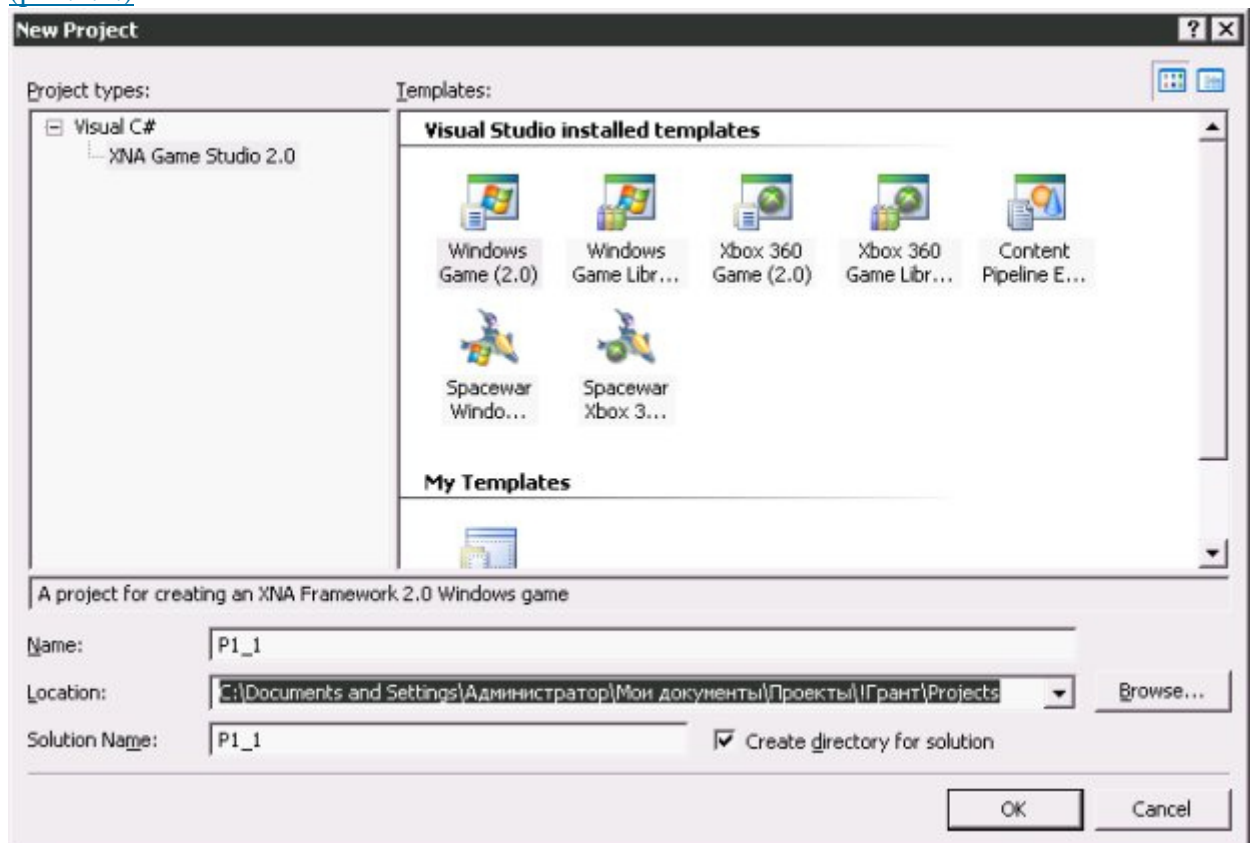 New Project
Project types:
Templates:
Visual C#
XNA Game Studio 2.0
Visual Studio installed templates
Windows Game (2.0)
Windows Game Libr...
Xbox 360 Game (2.0)
Xbox 360 Game Libr...
Content Pipeline E...
Spacewar Windo...
Spacewar Xbox 3...
My Templates
A project for creating an XNA Framework 2.0 Windows game
Name:
P1_1
Location:
C:\Documents and Settings\Администратор\Мои документы\Проекты\!Грант\Projects
Browse...
Solution Name:
P1_1
Create directory for solution
OK
Cancel